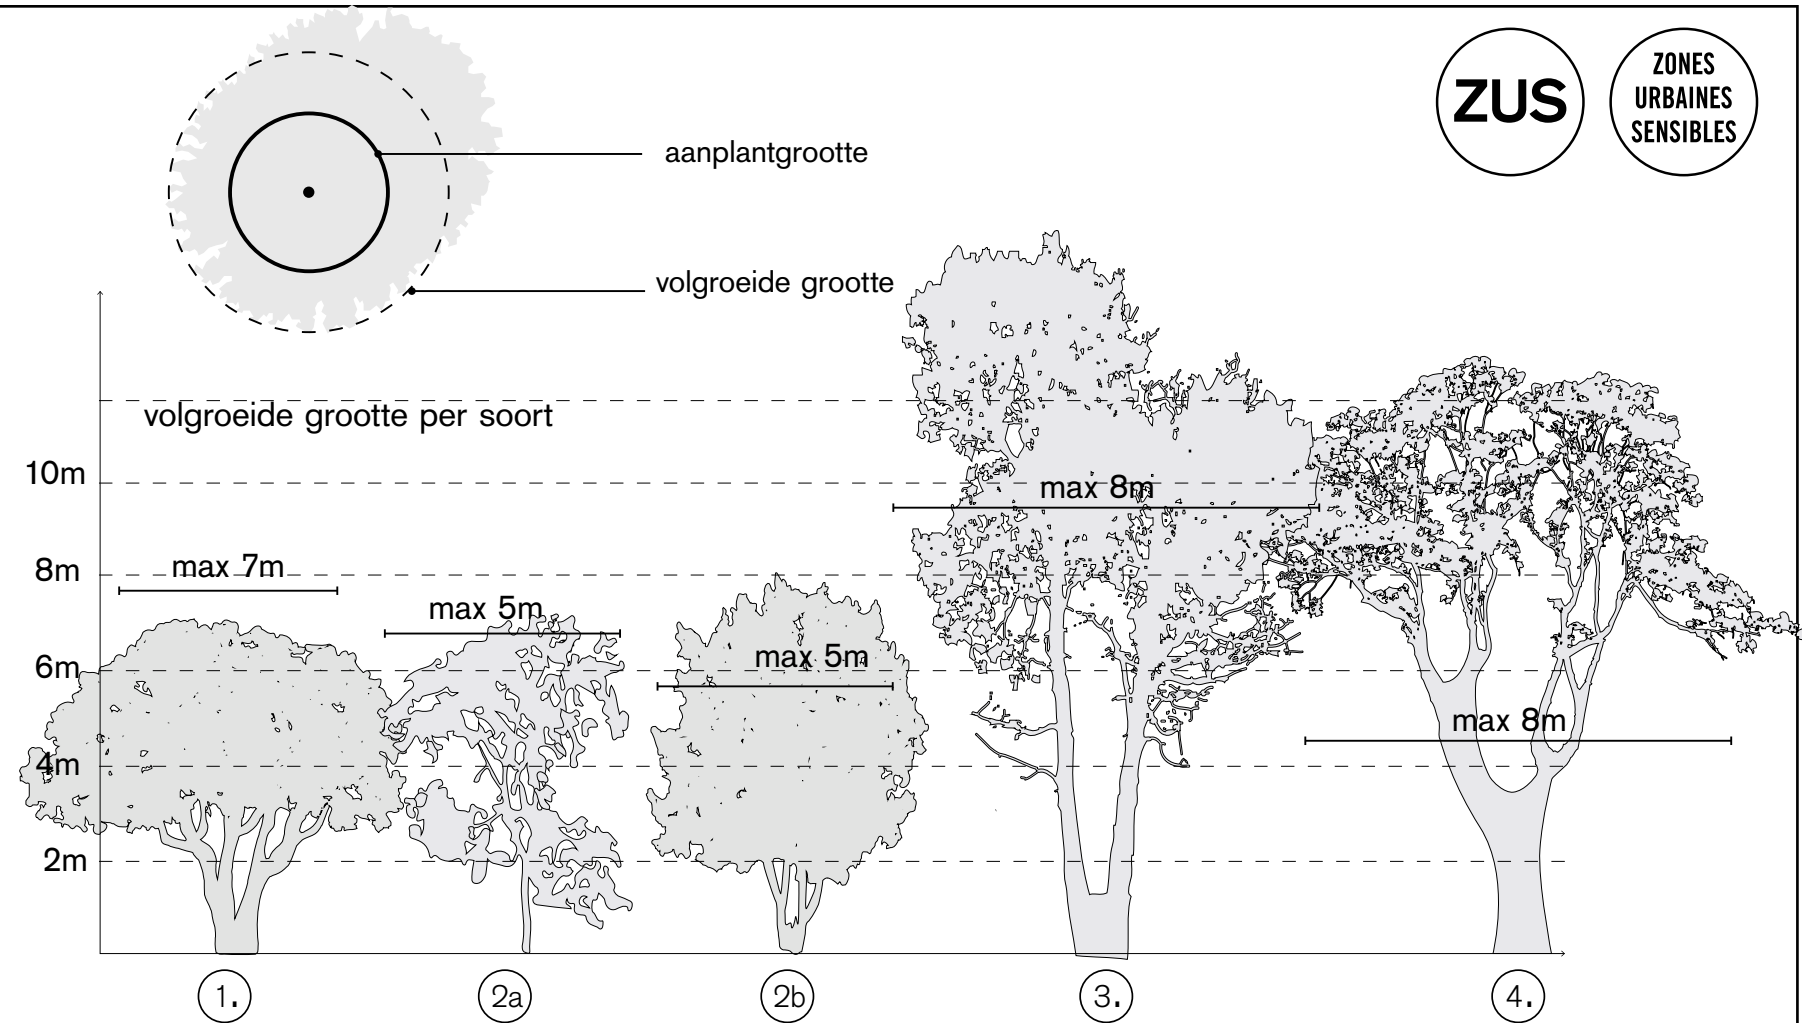 ZUS
ZONES
URBAINES
SENSIBLES
aanplantgrootte
volgroeide grootte
volgroeide grootte per soort
10m
max 8m
8m
max 7m
max 5m
6m
max 5m
max 8m
4m
2m
1.
2a
2b
3.
4.